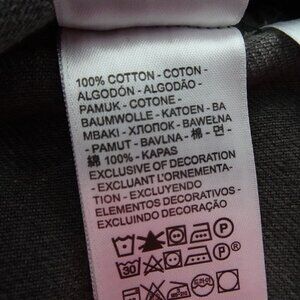 100% COTTON - COTON -
ALGODÓN - ALGODÃO -
PAMUK - COTONE -
BAUMWOLLE - KATOEN - BA
MBAKI - ХЛОПОК - BAWEŁNA
- PAMUT - BAVLNA - 棉 - 면 -
綿 100% - KAPAS
EXCLUSIVE OF DECORATION
- EXCLUANT L'ORNEMENTA-
TION - EXCLUYENDO
ELEMENTOS DECORATIVOS -
EXCLUINDO DECORAÇÃO
P
30